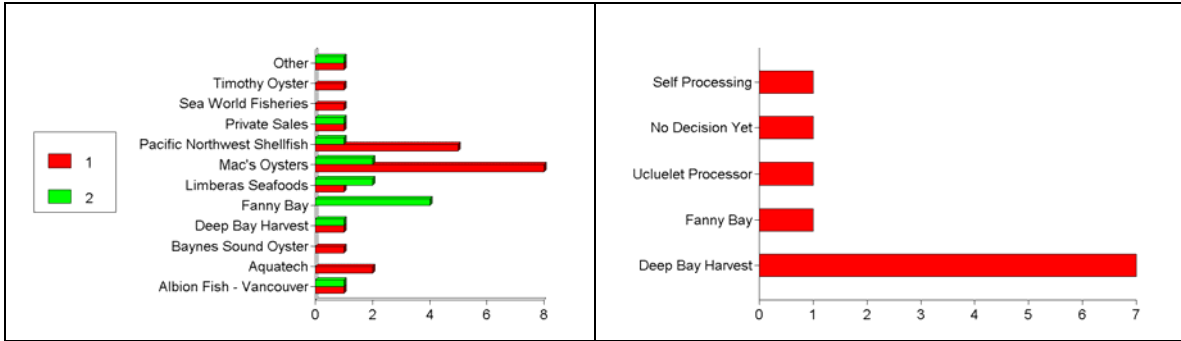 Other
Timothy Oyster
Sea World Fisheries
Private Sales
Pacific Northwest Shellfish
Mac's Oysters
Limberas Seafoods
Fanny Bay
Deep Bay Harvest
Baynes Sound Oyster
Aquatech
Albion Fish - Vancouver
0 2 4 6 8
1
2
Self Processing
No Decision Yet
Ucluelet Processor
Fanny Bay
Deep Bay Harvest
0 1 2 3 4 5 6 7